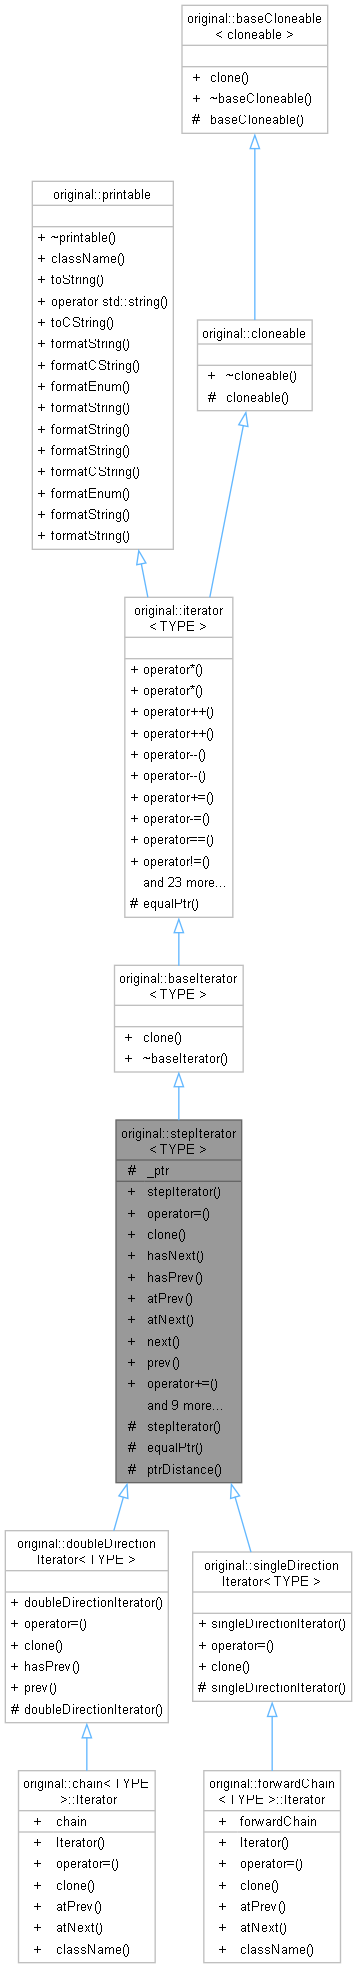 original::baseCloneable
< cloneable >
+ clone()
+ ~baseCloneable()
# baseCloneable()
original::printable
+ ~printable()
+ className()
+ toString()
+ operator std::string()
+ toCString()
+ formatString()
+ formatCString()
+ formatEnum()
+ formatString()
+ formatString()
+ formatString()
+ formatCString()
+ formatEnum()
+ formatString()
+ formatString()
original::cloneable
+ ~cloneable()
# cloneable()
original::iterator
< TYPE >
+ operator*()
+ operator*()
+ operator++()
+ operator++()
+ operator--()
+ operator--()
+ operator+=()
+ operator-=()
+ operator==()
+ operator!=()
and 23 more...
# equalPtr()
original::baseIterator
< TYPE >
+ clone()
+ ~baseIterator()
original::stepIterator
< TYPE >
# _ptr
+ stepIterator()
+ operator=()
+ clone()
+ hasNext()
+ hasPrev()
+ atPrev()
+ atNext()
+ next()
+ prev()
+ operator+=()
and 9 more...
# stepIterator()
# equalPtr()
# ptrDistance()
original::doubleDirection
Iterator< TYPE >
+ doubleDirectionIterator()
+ operator=()
+ clone()
+ hasPrev()
+ prev()
# doubleDirectionIterator()
original::singleDirection
Iterator< TYPE >
+ singleDirectionIterator()
+ operator=()
+ clone()
# singleDirectionIterator()
original::chain< TYPE
>::Iterator
+ chain
+ Iterator()
+ operator=()
+ clone()
+ atPrev()
+ atNext()
+ className()
original::forwardChain
< TYPE >::Iterator
+ forwardChain
+ Iterator()
+ operator=()
+ clone()
+ atPrev()
+ atNext()
+ className()